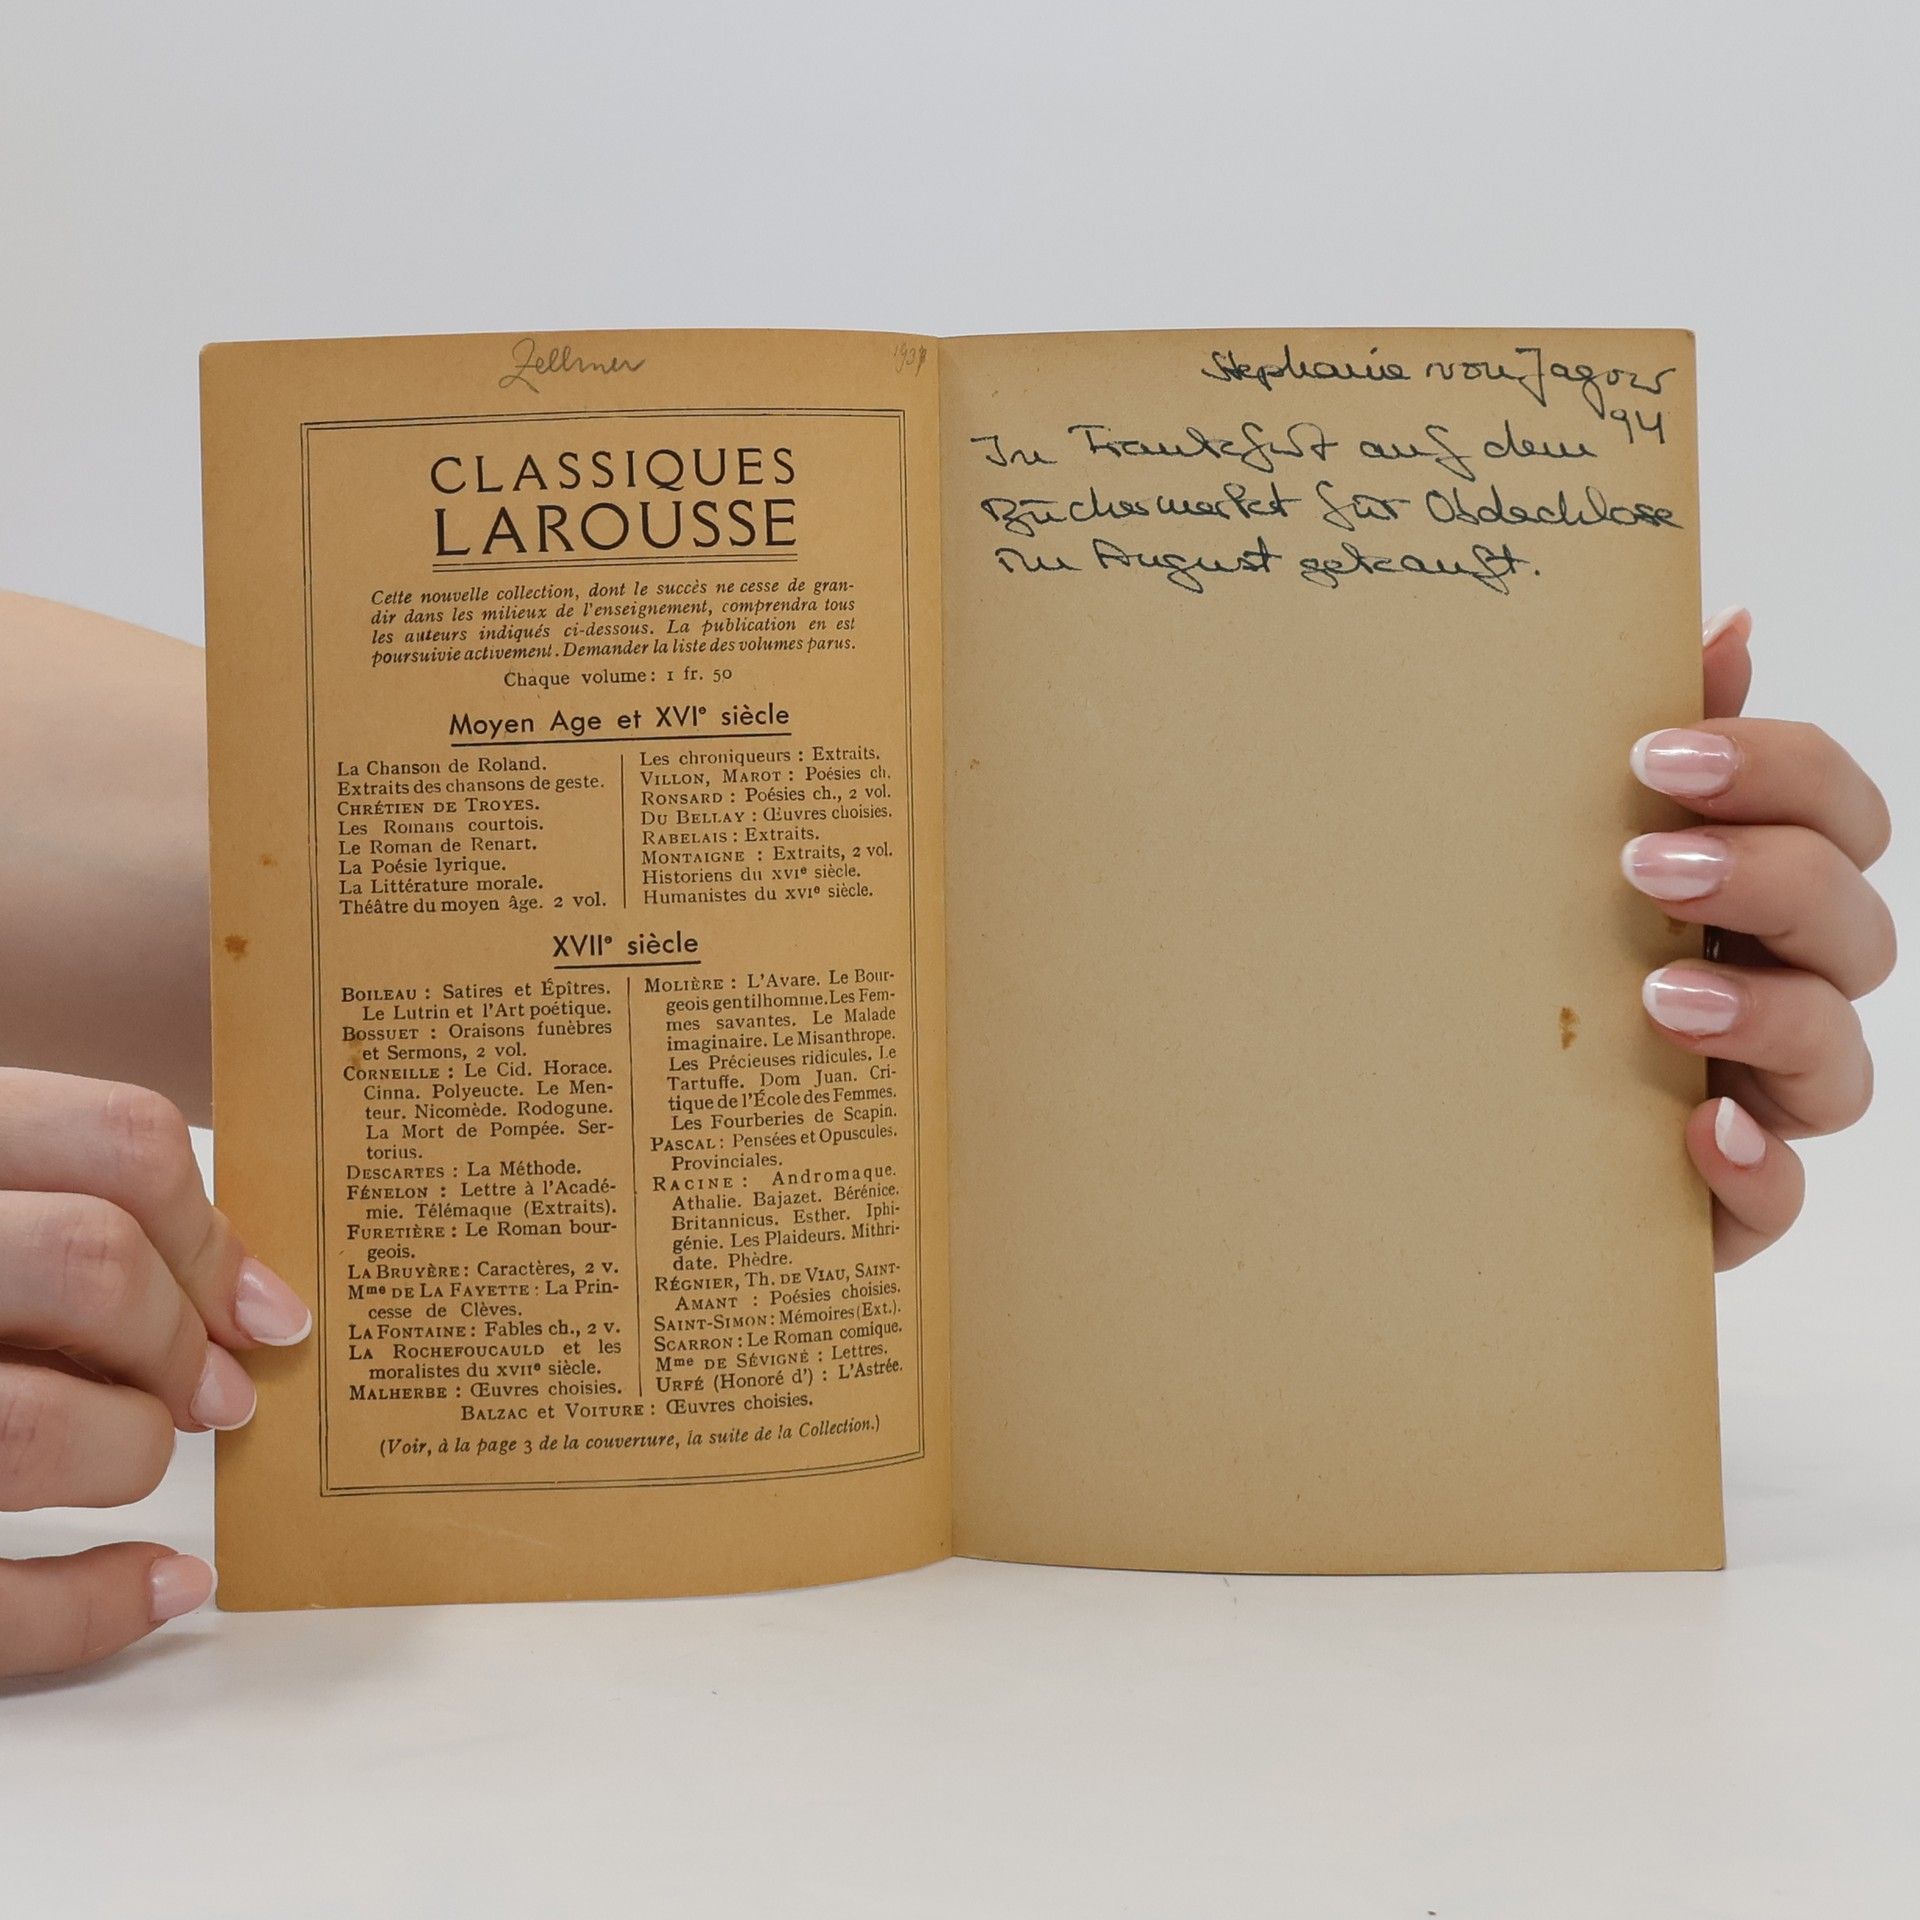 Zellmer
193
CLASSIQUES
LAROUSSE
Cette nouvelle collection, dont le succès ne cesse de gran-
dir dans les milieux de l'enseignement, comprendra tous
les auteurs indiqués ci-dessous. La publication en est
poursuivie activement. Demander la liste des volumes parus.
Chaque volume : 1 fr. 50
Moyen Age et XVIe siècle
La Chanson de Roland.
Extraits des chansons de geste.
CHRÉTIEN DE TROYES.
Les Romans courtois.
Le Roman de Renart.
La Poésie lyrique.
La Littérature morale.
Théâtre du moyen âge. 2 vol.
Les chroniqueurs : Extraits.
VILLON, MAROT : Poésies ch.
RONSARD : Poésies ch., 2 vol.
DU BELLAY : Œuvres choisies.
RABELAIS : Extraits.
MONTAIGNE : Extraits, 2 vol.
Historiens du XVIe siècle.
Humanistes du XVIe siècle.
XVIIe siècle
BOILEAU : Satires et Épîtres.
Le Lutrin et l'Art poétique.
BOSSUET : Oraisons funèbres
et Sermons, 2 vol.
CORNEILLE : Le Cid. Horace.
Cinna. Polyeucte. Le Men-
teur. Nicomède. Rodogune.
La Mort de Pompée. Ser-
torius.
DESCARTES : La Méthode.
FÉNELON : Lettre à l'Acadé-
mie. Télémaque (Extraits).
FURETIÈRE : Le Roman bour-
geois.
LA BRUYÈRE : Caractères, 2 v.
Mme DE LA FAYETTE : La Prin-
cesse de Clèves.
LA FONTAINE : Fables ch., 2 v.
LA ROCHEFOUCAULD et les
moralistes du XVIIe siècle.
MALHERBE : Œuvres choisies.
MOLIÈRE : L'Avare. Le Bour-
geois gentilhomme. Les Fem-
mes savantes. Le Malade
imaginaire. Le Misanthrope.
Les Précieuses ridicules. Le
Tartuffe. Dom Juan. Cri-
tique de l'École des Femmes.
Les Fourberies de Scapin.
PASCAL : Pensées et Opuscules.
Provinciales.
RACINE : Andromaque.
Athalie. Bajazet. Bérénice.
Britannicus. Esther. Iphi-
génie. Les Plaideurs. Mithri-
date. Phèdre.
RÉGNIER, Th. DE VIAU, SAINT-
AMANT : Poésies choisies.
SAINT-SIMON : Mémoires (Ext.).
SCARRON : Le Roman comique.
Mme DE SÉVIGNÉ : Lettres.
URFÉ (Honoré d') : L'Astrée.
BALZAC et VOITURE : Œuvres choisies.
(Voir, à la page 3 de la couverture, la suite de la Collection.)
Stephanie von Jagow
94
In Frankfurt auf dem
Büchermarkt für Obdachlose
im August gekauft.